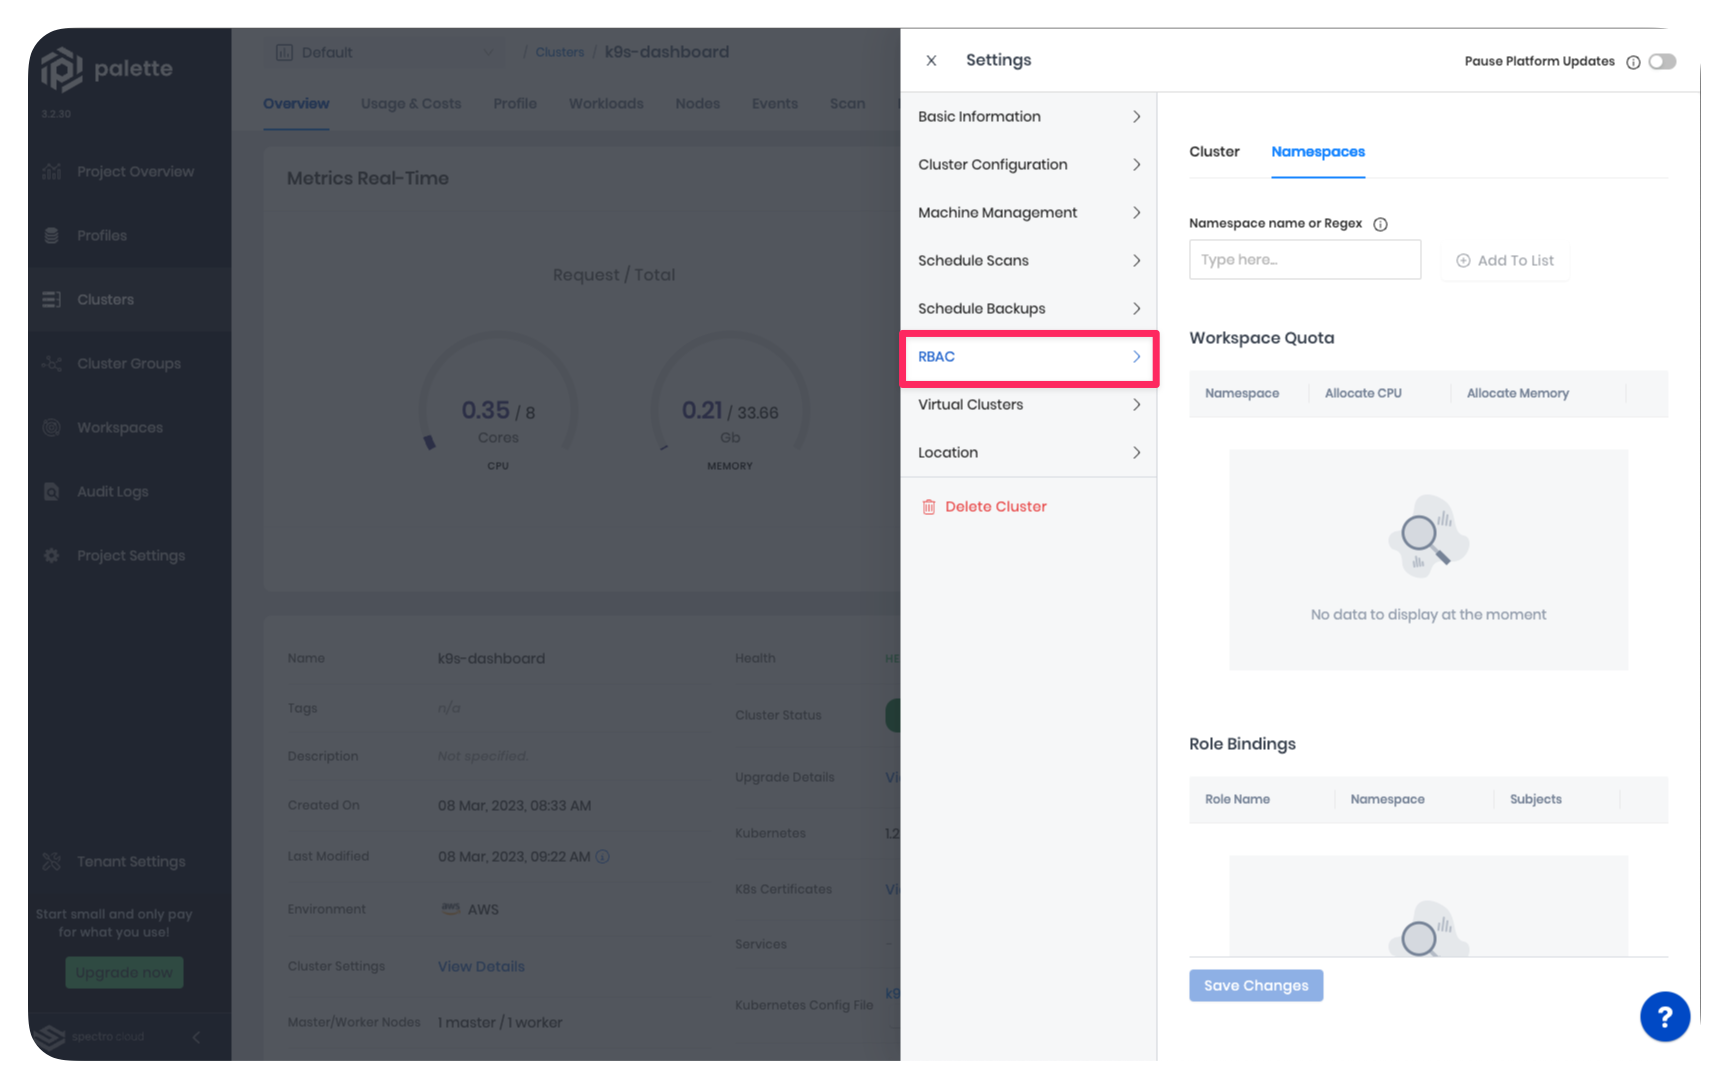 palette
3.2.30
Project Overview
Profiles
Clusters
Cluster Groups
Workspaces
Audit Logs
Project Settings
Tenant Settings
Start small and only pay
for what you use!
Upgrade now
spectro cloud
Default
/ Clusters / k9s-dashboard
Overview Usage & Costs Profile Workloads Nodes Events Scan
Metrics Real-Time
Request / Total
0.35 / 8
Cores
CPU
0.21 / 33.66
Gb
MEMORY
Name k9s-dashboard
Tags n/a
Description Not specified.
Created On 08 Mar, 2023, 08:33 AM
Last Modified 08 Mar, 2023, 09:22 AM
Environment aws AWS
Cluster Settings View Details
Master/Worker Nodes 1 master / 1 worker
Health HE
Cluster Status
Upgrade Details Vi
Kubernetes 1.2
K8s Certificates Vi
Services -
Kubernetes Config File k9
X Settings
Pause Platform Updates
Basic Information
Cluster Configuration
Machine Management
Schedule Scans
Schedule Backups
RBAC
Virtual Clusters
Location
Delete Cluster
Cluster Namespaces
Namespace name or Regex
Type here...
Add To List
Workspace Quota
Namespace Allocate CPU Allocate Memory
No data to display at the moment
Role Bindings
Role Name Namespace Subjects
Save Changes
?